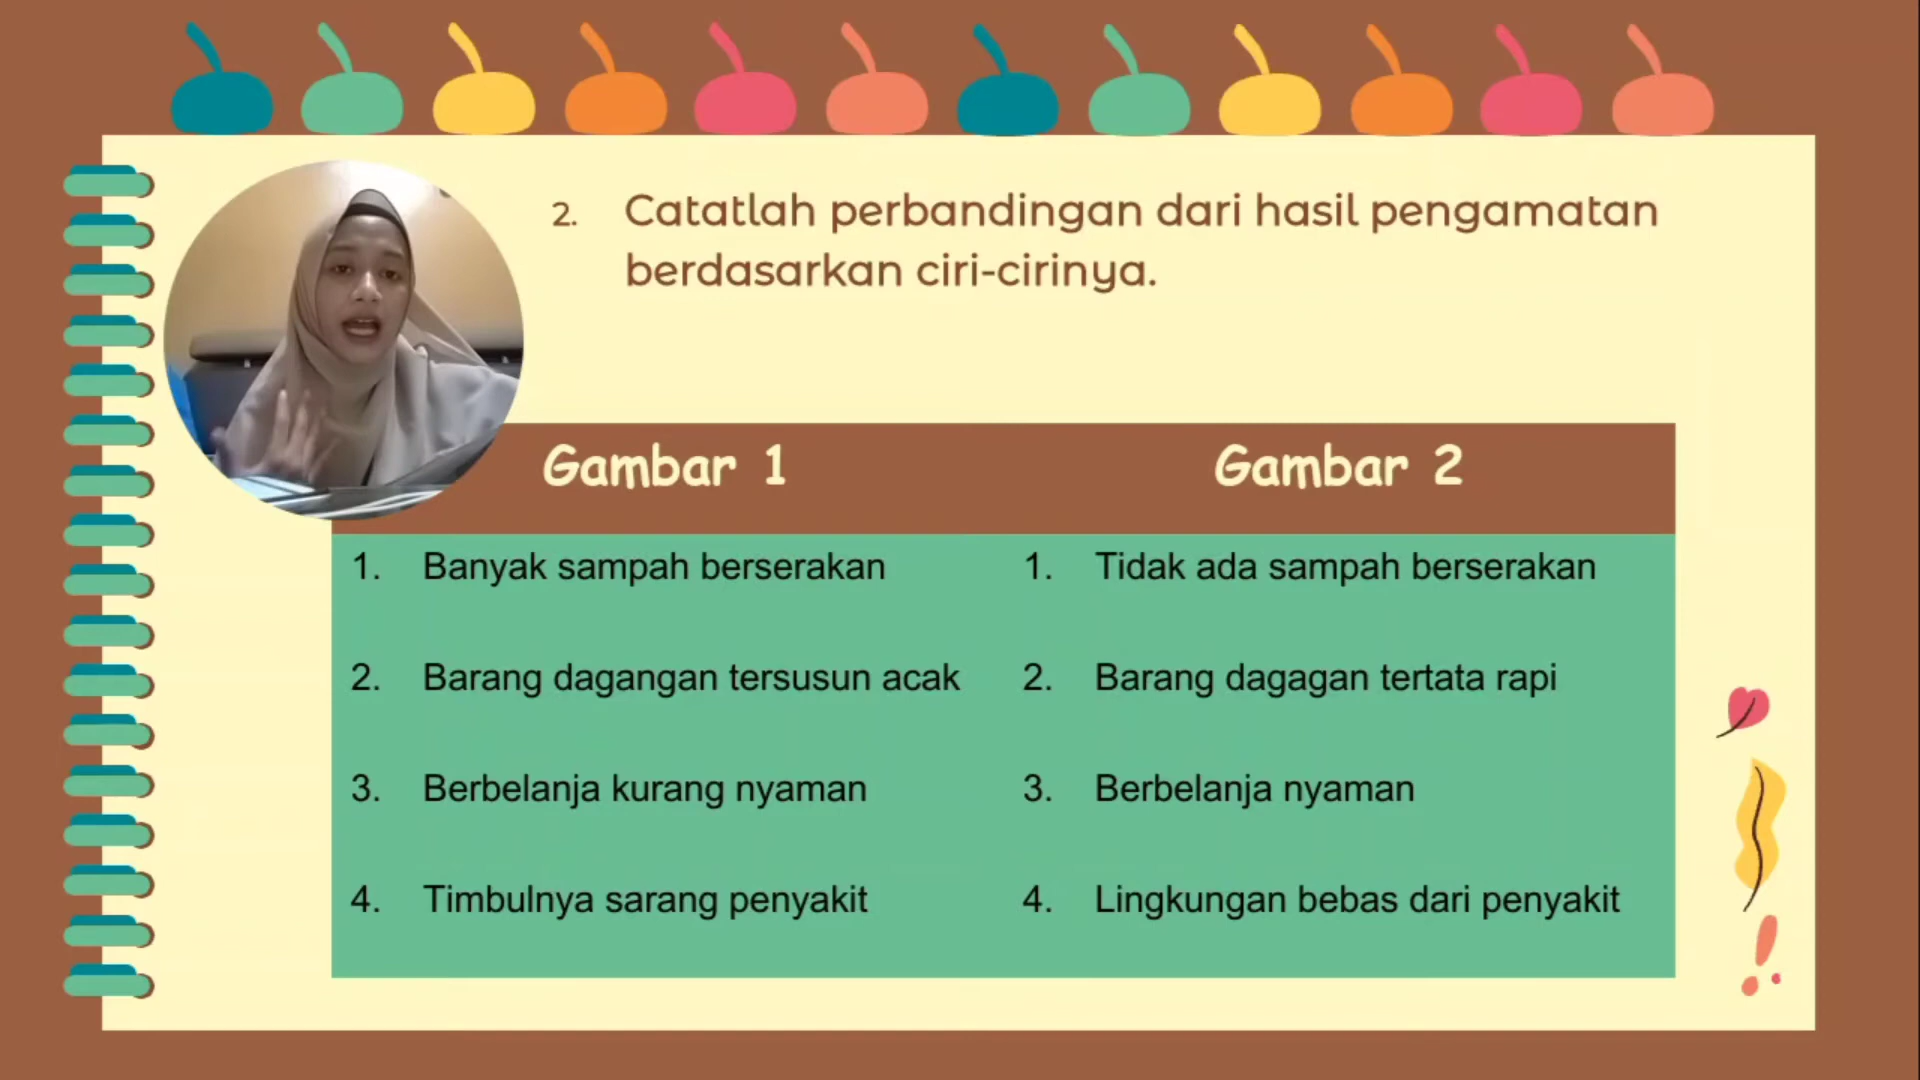 2. Catatlah perbandingan dari hasil pengamatan
berdasarkan ciri-cirinya.
Gambar 1
Gambar 2
1. Banyak sampah berserakan
1. Tidak ada sampah berserakan
2. Barang dagangan tersusun acak
2. Barang dagagan tertata rapi
3. Berbelanja kurang nyaman
3. Berbelanja nyaman
4. Timbulnya sarang penyakit
4. Lingkungan bebas dari penyakit